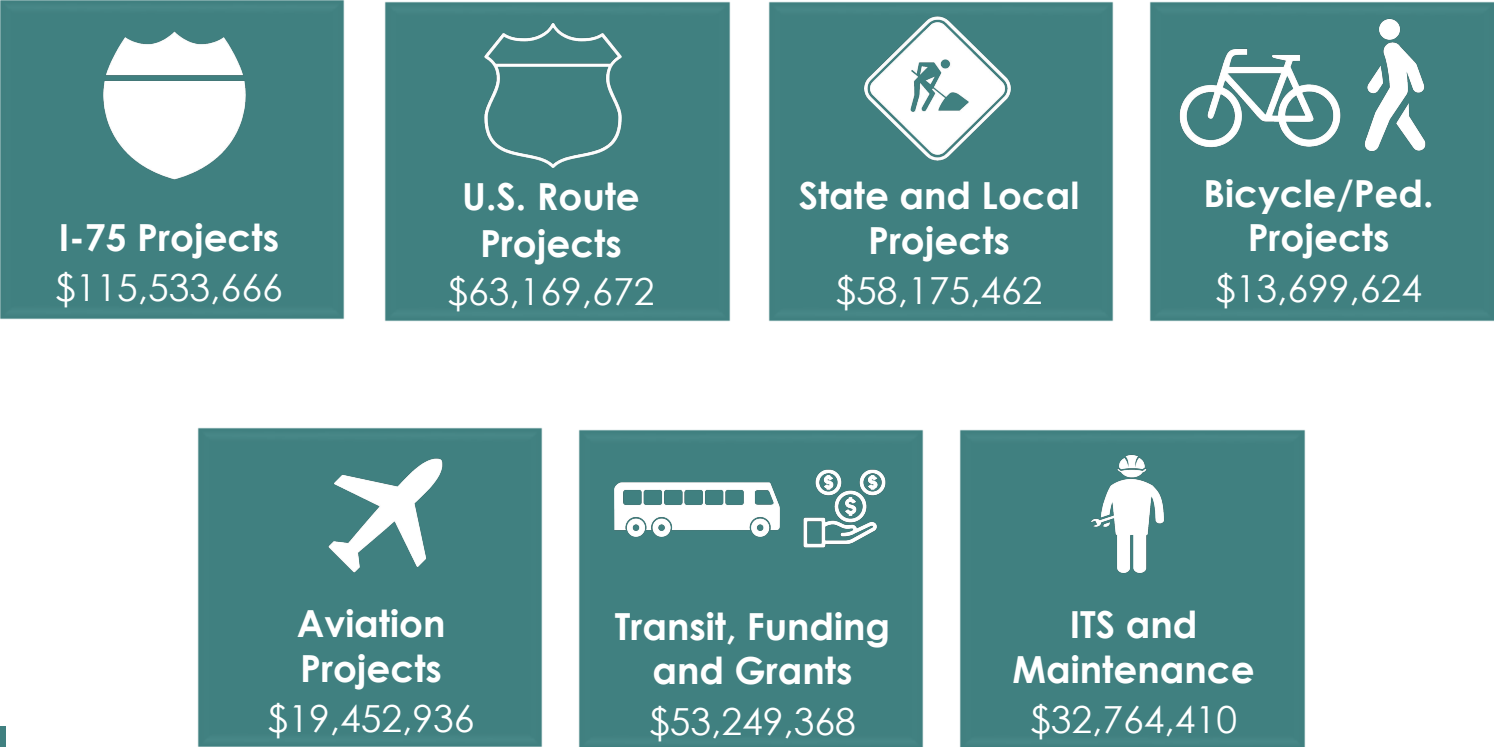 I-75 Projects
$115,533,666
U.S. Route
Projects
$63,169,672
State and Local
Projects
$58,175,462
Bicycle/Ped.
Projects
$13,699,624
Aviation
Projects
$19,452,936
$ $
$
Transit, Funding
and Grants
$53,249,368
ITS and
Maintenance
$32,764,410